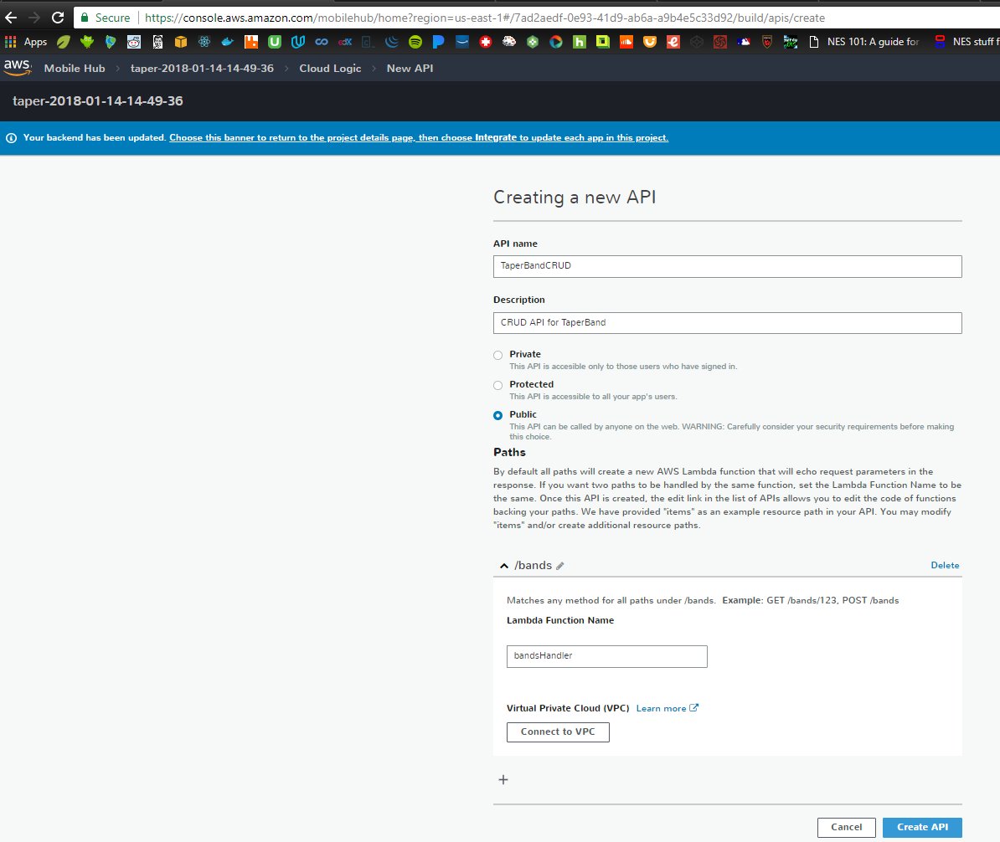 Secure https://console.aws.amazon.com/mobilehub/home?region=us-east-1#/7ad2aedf-0e93-41d9-ab6a-a9b4e5c33d92/build/apis/create
Apps NES 101: A guide for NES stuff f
aws Mobile Hub taper-2018-01-14-14-49-36 Cloud Logic New API
taper-2018-01-14-14-49-36
Your backend has been updated. Choose this banner to return to the project details page, then choose Integrate to update each app in this project.
Creating a new API
API name
TaperBandCRUD
Description
CRUD API for TaperBand
Private
This API is accesible only to those users who have signed in.
Protected
This API is accessible to all your app's users.
Public
This API can be called by anyone on the web. WARNING: Carefully consider your security requirements before making
this choice.
Paths
By default all paths will create a new AWS Lambda function that will echo request parameters in the
response. If you want two paths to be handled by the same function, set the Lambda Function Name to be
the same. Once this API is created, the edit link in the list of APIs allows you to edit the code of functions
backing your paths. We have provided "items" as an example resource path in your API. You may modify
"items" and/or create additional resource paths.
/bands Delete
Matches any method for all paths under /bands. Example: GET /bands/123, POST /bands
Lambda Function Name
bandsHandler
Virtual Private Cloud (VPC) Learn more
Connect to VPC
+
Cancel Create API